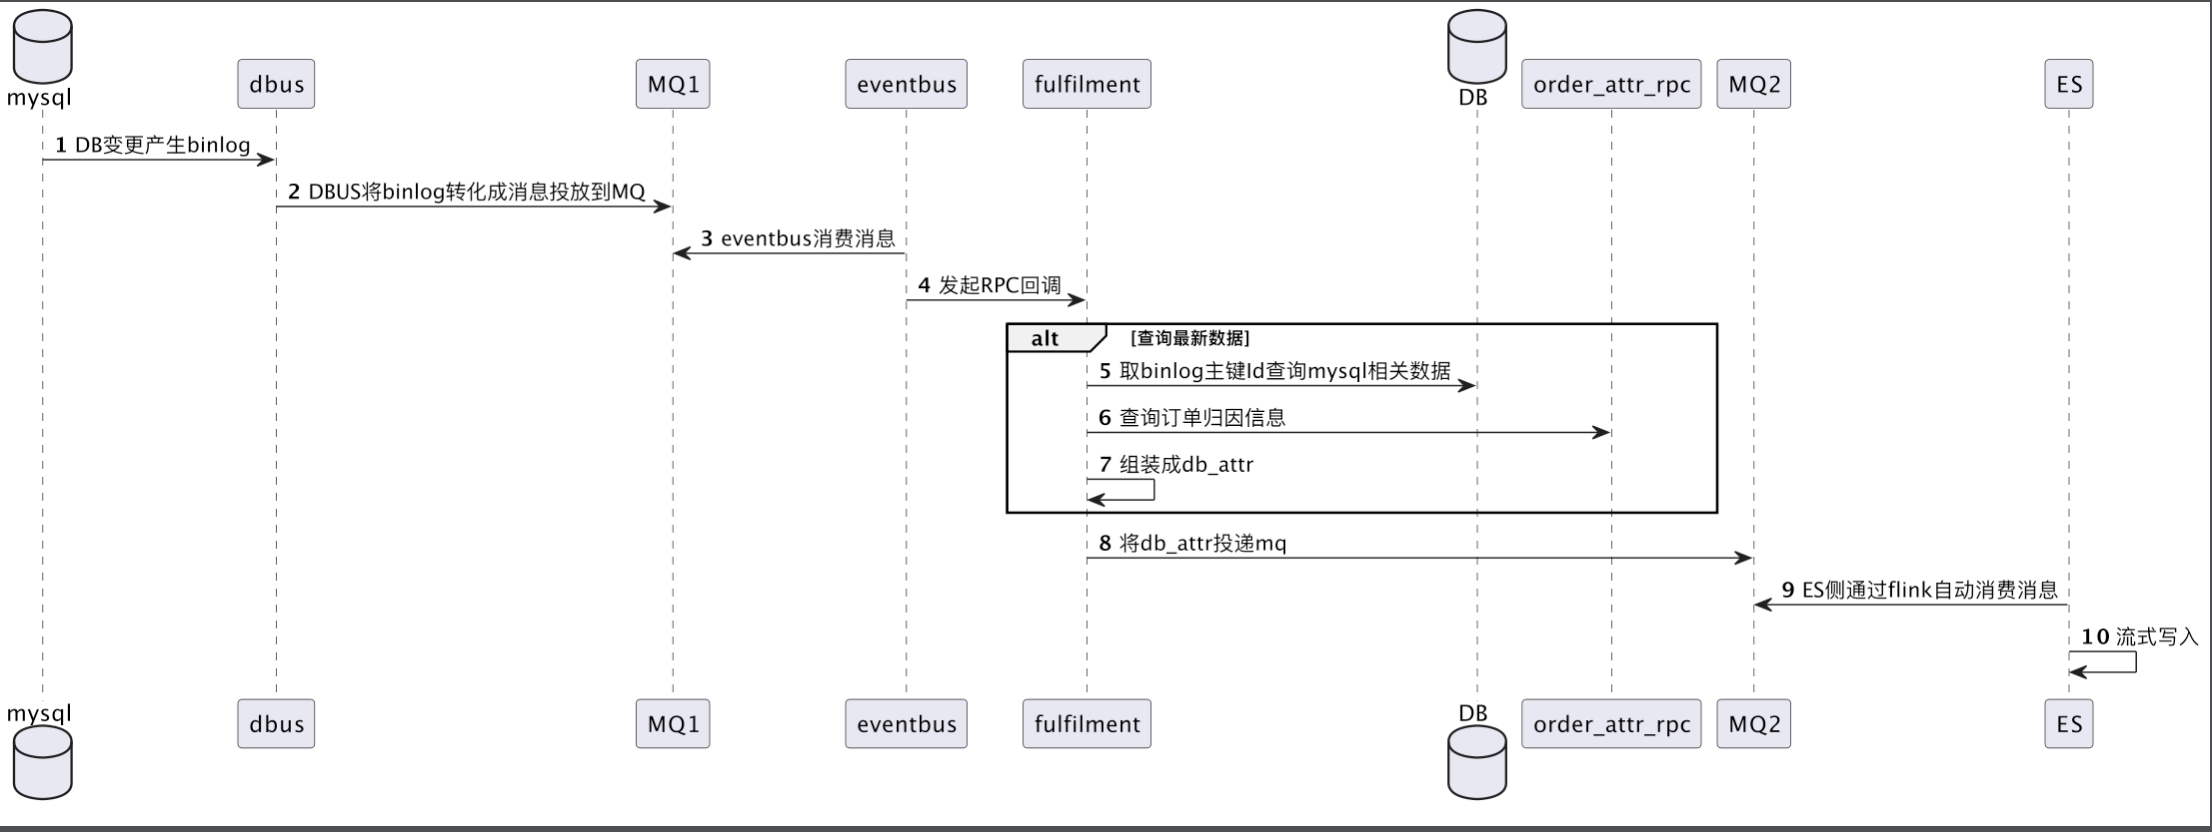 mysql
dbus
MQ1
eventbus
fulfilment
DB
order_attr_rpc
MQ2
ES
1 DB变更产生binlog
2 DBUS将binlog转化成消息投放到MQ
3 eventbus消费消息
4 发起RPC回调
alt [查询最新数据]
5 取binlog主键Id查询mysql相关数据
6 查询订单归因信息
7 组装成db_attr
8 将db_attr投递mq
9 ES侧通过flink自动消费消息
10 流式写入
mysql
dbus
MQ1
eventbus
fulfilment
DB
order_attr_rpc
MQ2
ES